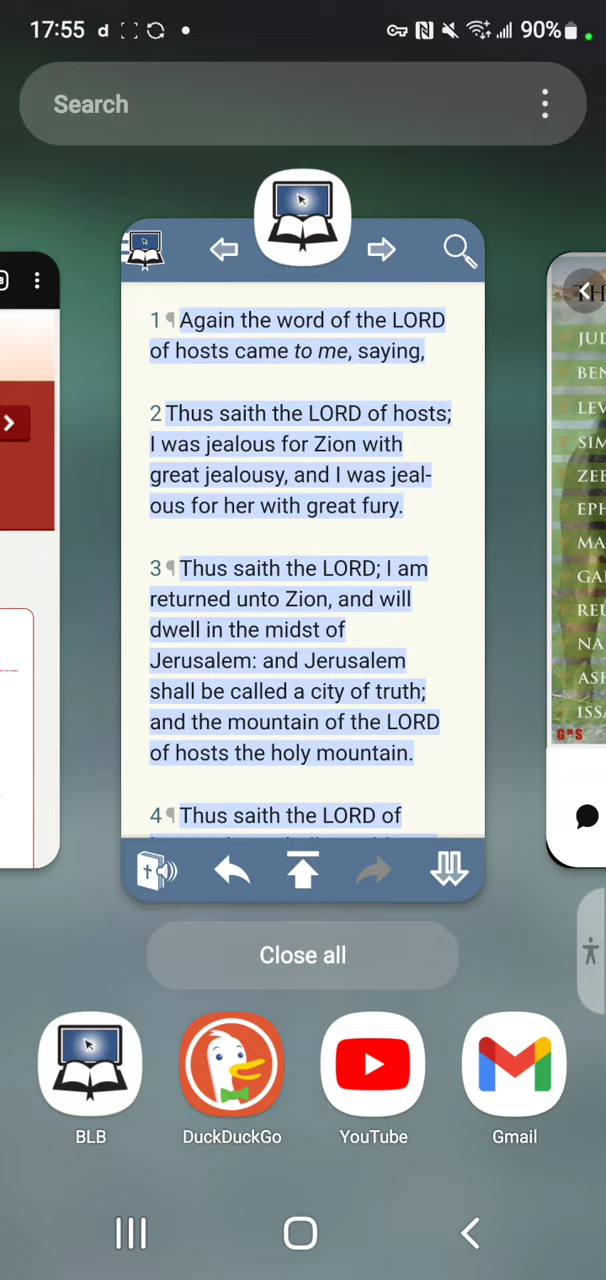 17:55 d 90%
Search
TH
1 ¶ Again the word of the LORD
of hosts came to me, saying,
2 Thus saith the LORD of hosts;
I was jealous for Zion with
great jealousy, and I was jeal-
ous for her with great fury.
3 ¶ Thus saith the LORD; I am
returned unto Zion, and will
dwell in the midst of
Jerusalem: and Jerusalem
shall be called a city of truth;
and the mountain of the LORD
of hosts the holy mountain.
4 ¶ Thus saith the LORD of
JUD
BEN
LEV
SIM
ZEB
EPH
MA
GA
REU
NA
ASH
ISSA
Close all
BLB
DuckDuckGo
YouTube
Gmail